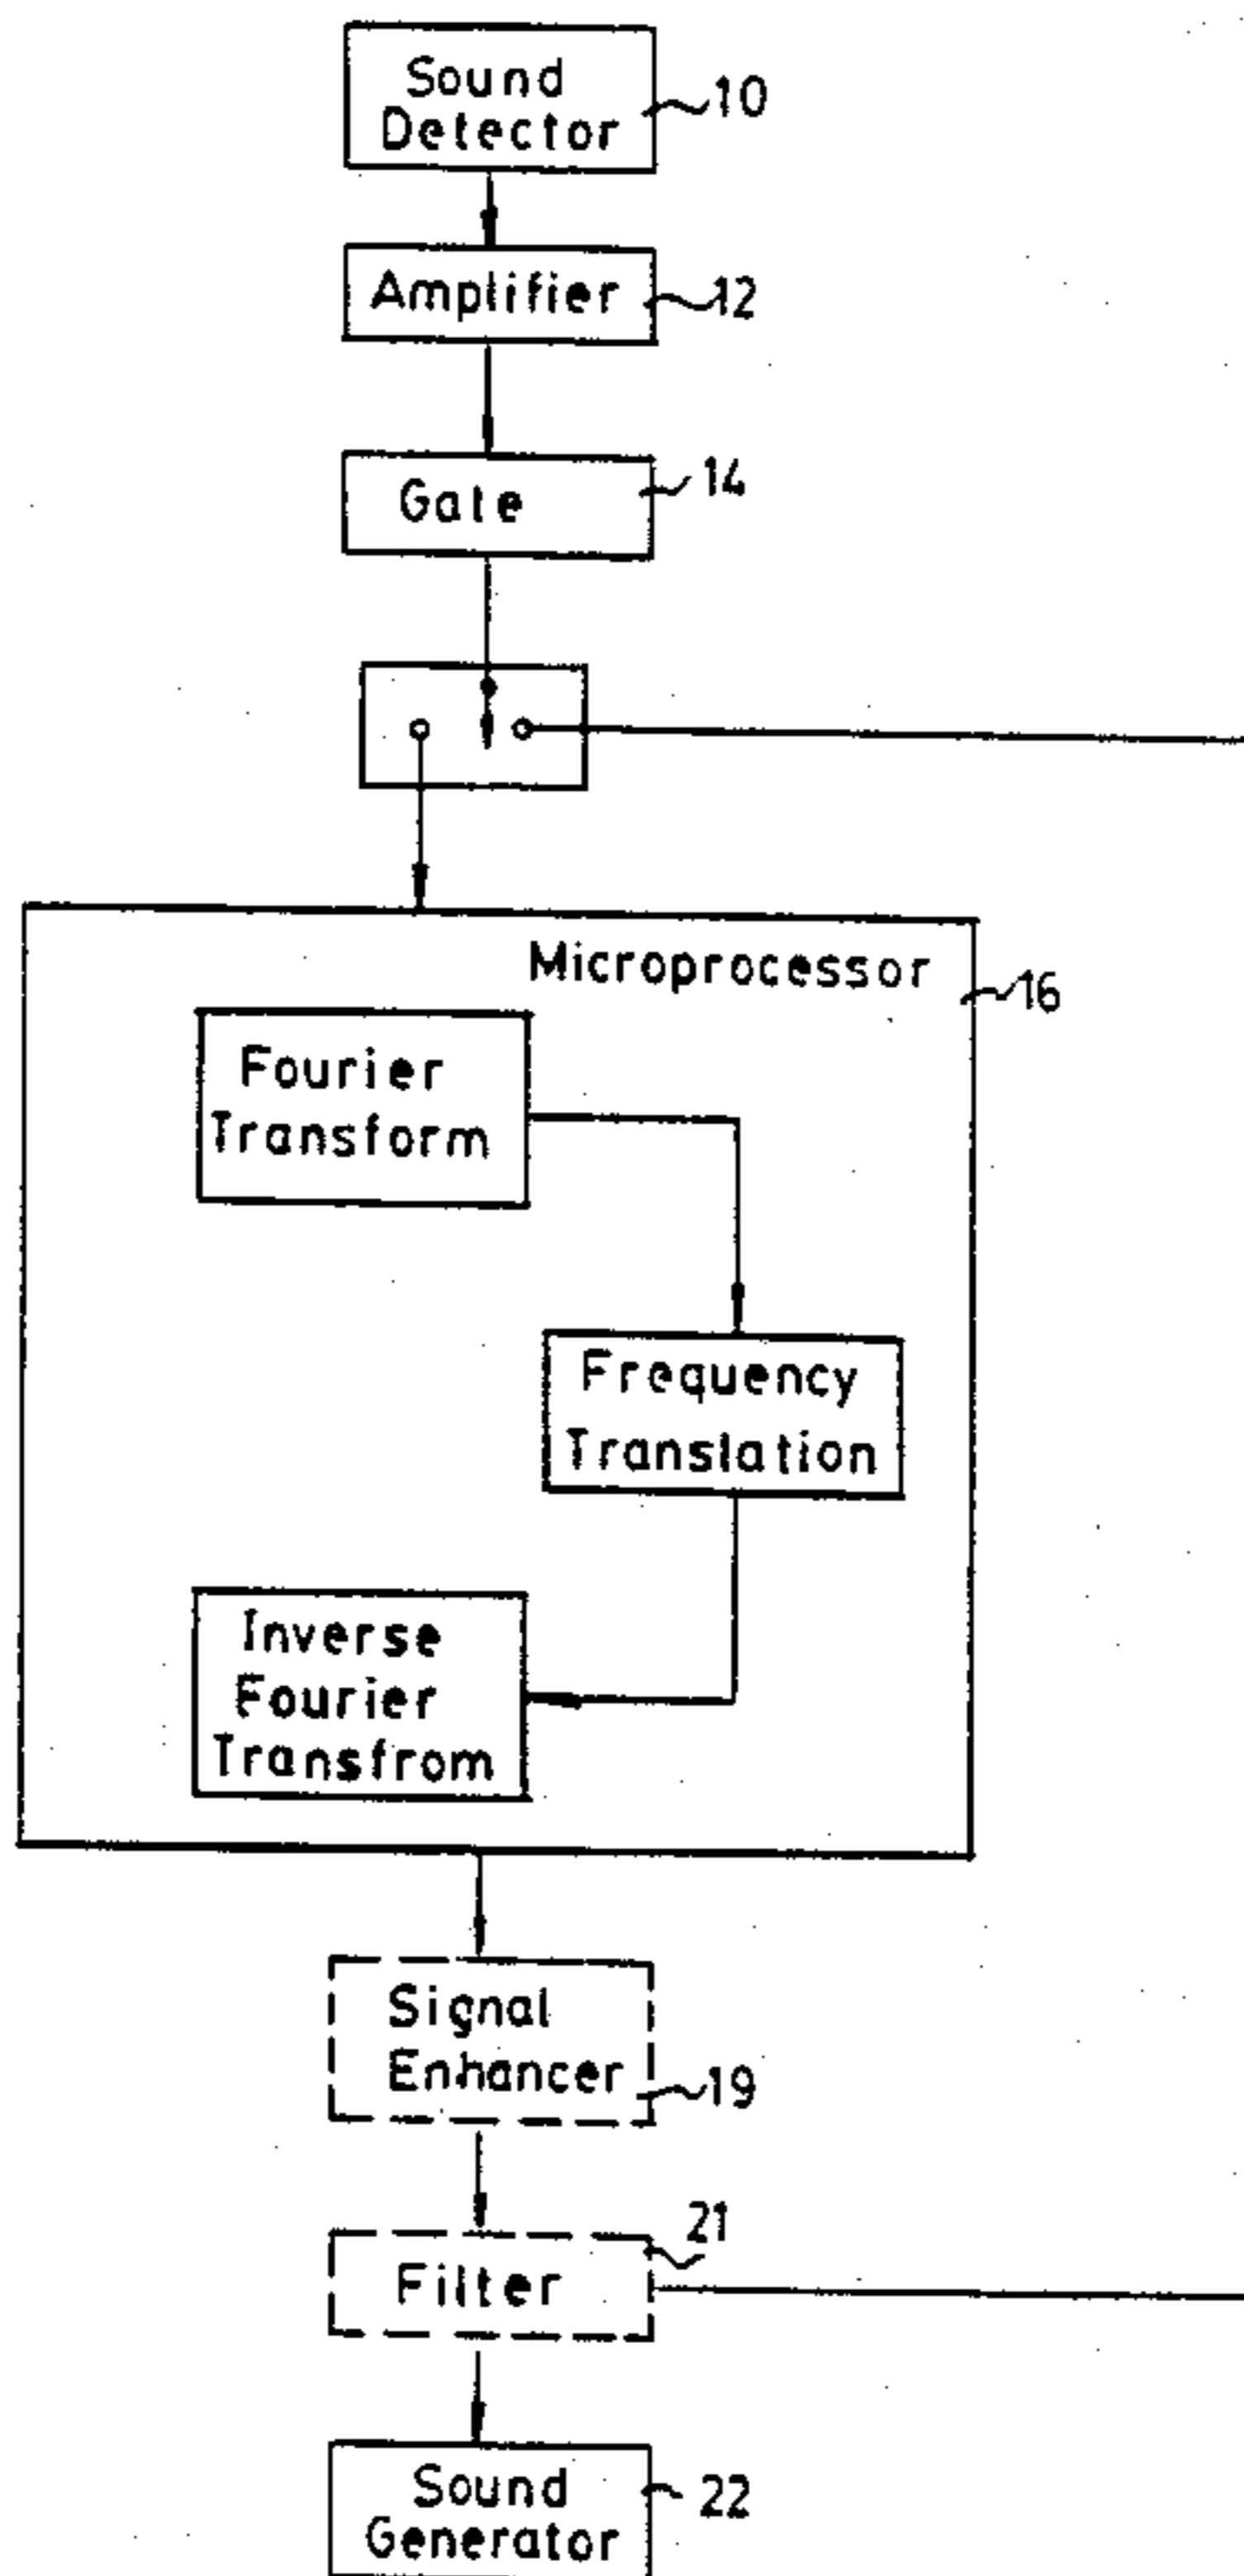 Sound
Detector
10
Amplifier
12
Gate
14
Microprocessor
16
Fourier
Transform
Frequency
Translation
Inverse
Fourier
Transfrom
Signal
Enhancer
19
21
Filter
Sound
Generator
22